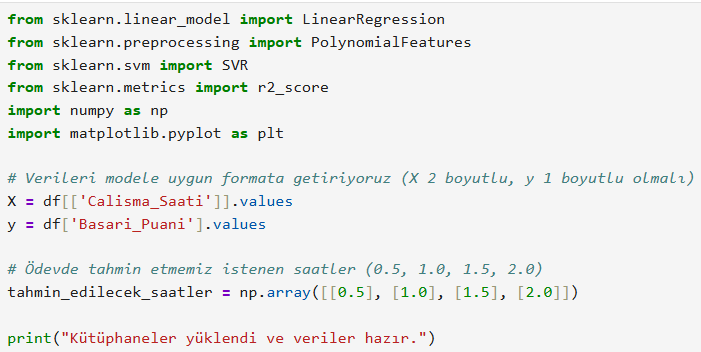 from sklearn.linear_model import LinearRegression
from sklearn.preprocessing import PolynomialFeatures
from sklearn.svm import SVR
from sklearn.metrics import r2_score
import numpy as np
import matplotlib.pyplot as plt

# Verileri modele uygun formata getiriyoruz (X 2 boyutlu, y 1 boyutlu olmalı)
X = df[['Calisma_Saati']].values
y = df['Basari_Puani'].values

# Ödevde tahmin etmemiz istenen saatler (0.5, 1.0, 1.5, 2.0)
tahmin_edilecek_saatler = np.array([[0.5], [1.0], [1.5], [2.0]])

print("Kütüphaneler yüklendi ve veriler hazır.")